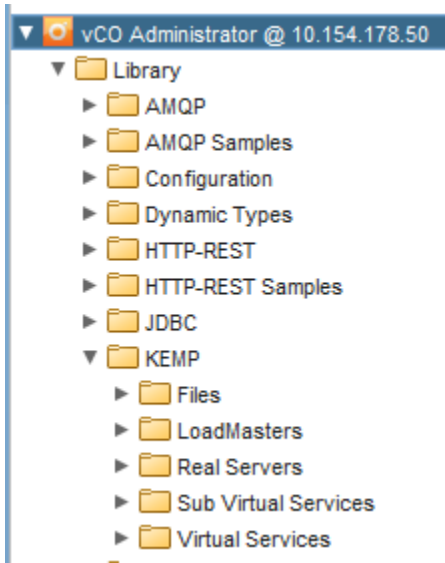 vCO Administrator @ 10.154.178.50
Library
AMQP
AMQP Samples
Configuration
Dynamic Types
HTTP-REST
HTTP-REST Samples
JDBC
KEMP
Files
LoadMasters
Real Servers
Sub Virtual Services
Virtual Services